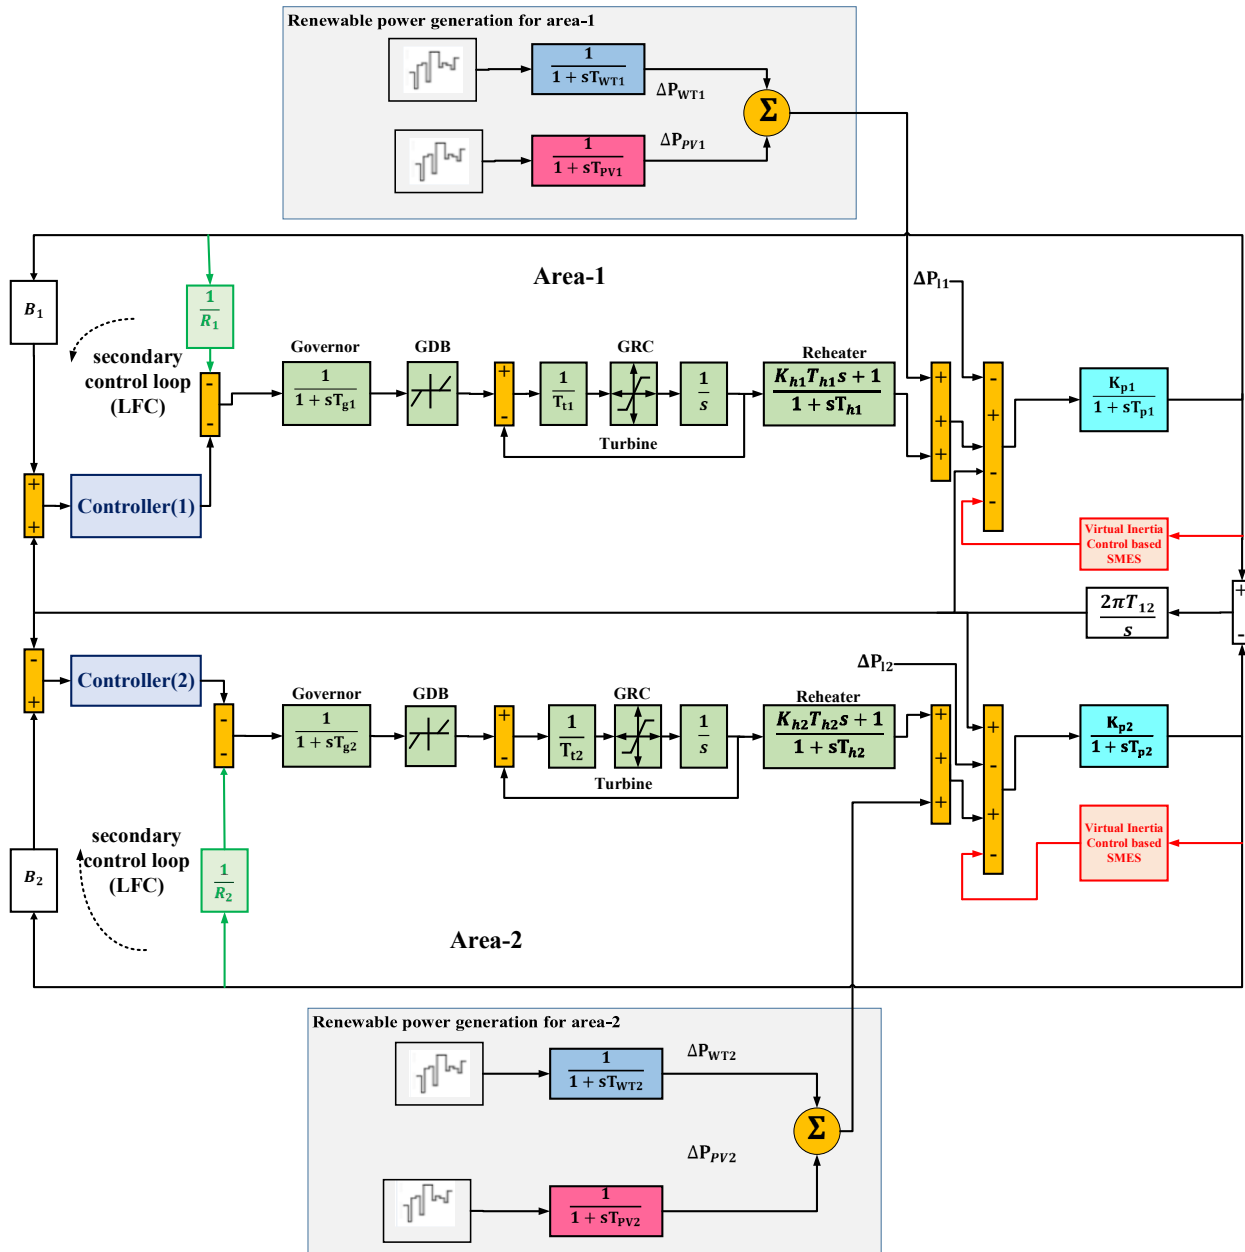 Renewable power generation for area-1
1
1 + sT_WT1
ΔP_WT1
Σ
1
1 + sT_PV1
ΔP_PV1
Area-1
ΔP_l1
B_1
1
R_1
secondary
control loop
(LFC)
-
-
Governor
1
1 + sT_g1
GDB
+
-
1
T_t1
GRC
1
s
Turbine
Reheater
K_h1T_h1s + 1
1 + sT_h1
+
+
+
-
+
-
-
K_p1
1 + sT_p1
+
+
Controller(1)
Virtual Inertia
Control based
SMES
2πT_12
s
+
-
-
+
Controller(2)
-
-
Governor
1
1 + sT_g2
GDB
+
-
1
T_t2
GRC
1
s
Turbine
Reheater
K_h2T_h2s + 1
1 + sT_h2
ΔP_l2
+
+
+
+
-
+
-
K_p2
1 + sT_p2
Virtual Inertia
Control based
SMES
secondary
control loop
(LFC)
B_2
1
R_2
Area-2
Renewable power generation for area-2
1
1 + sT_WT2
ΔP_WT2
Σ
ΔP_PV2
1
1 + sT_PV2